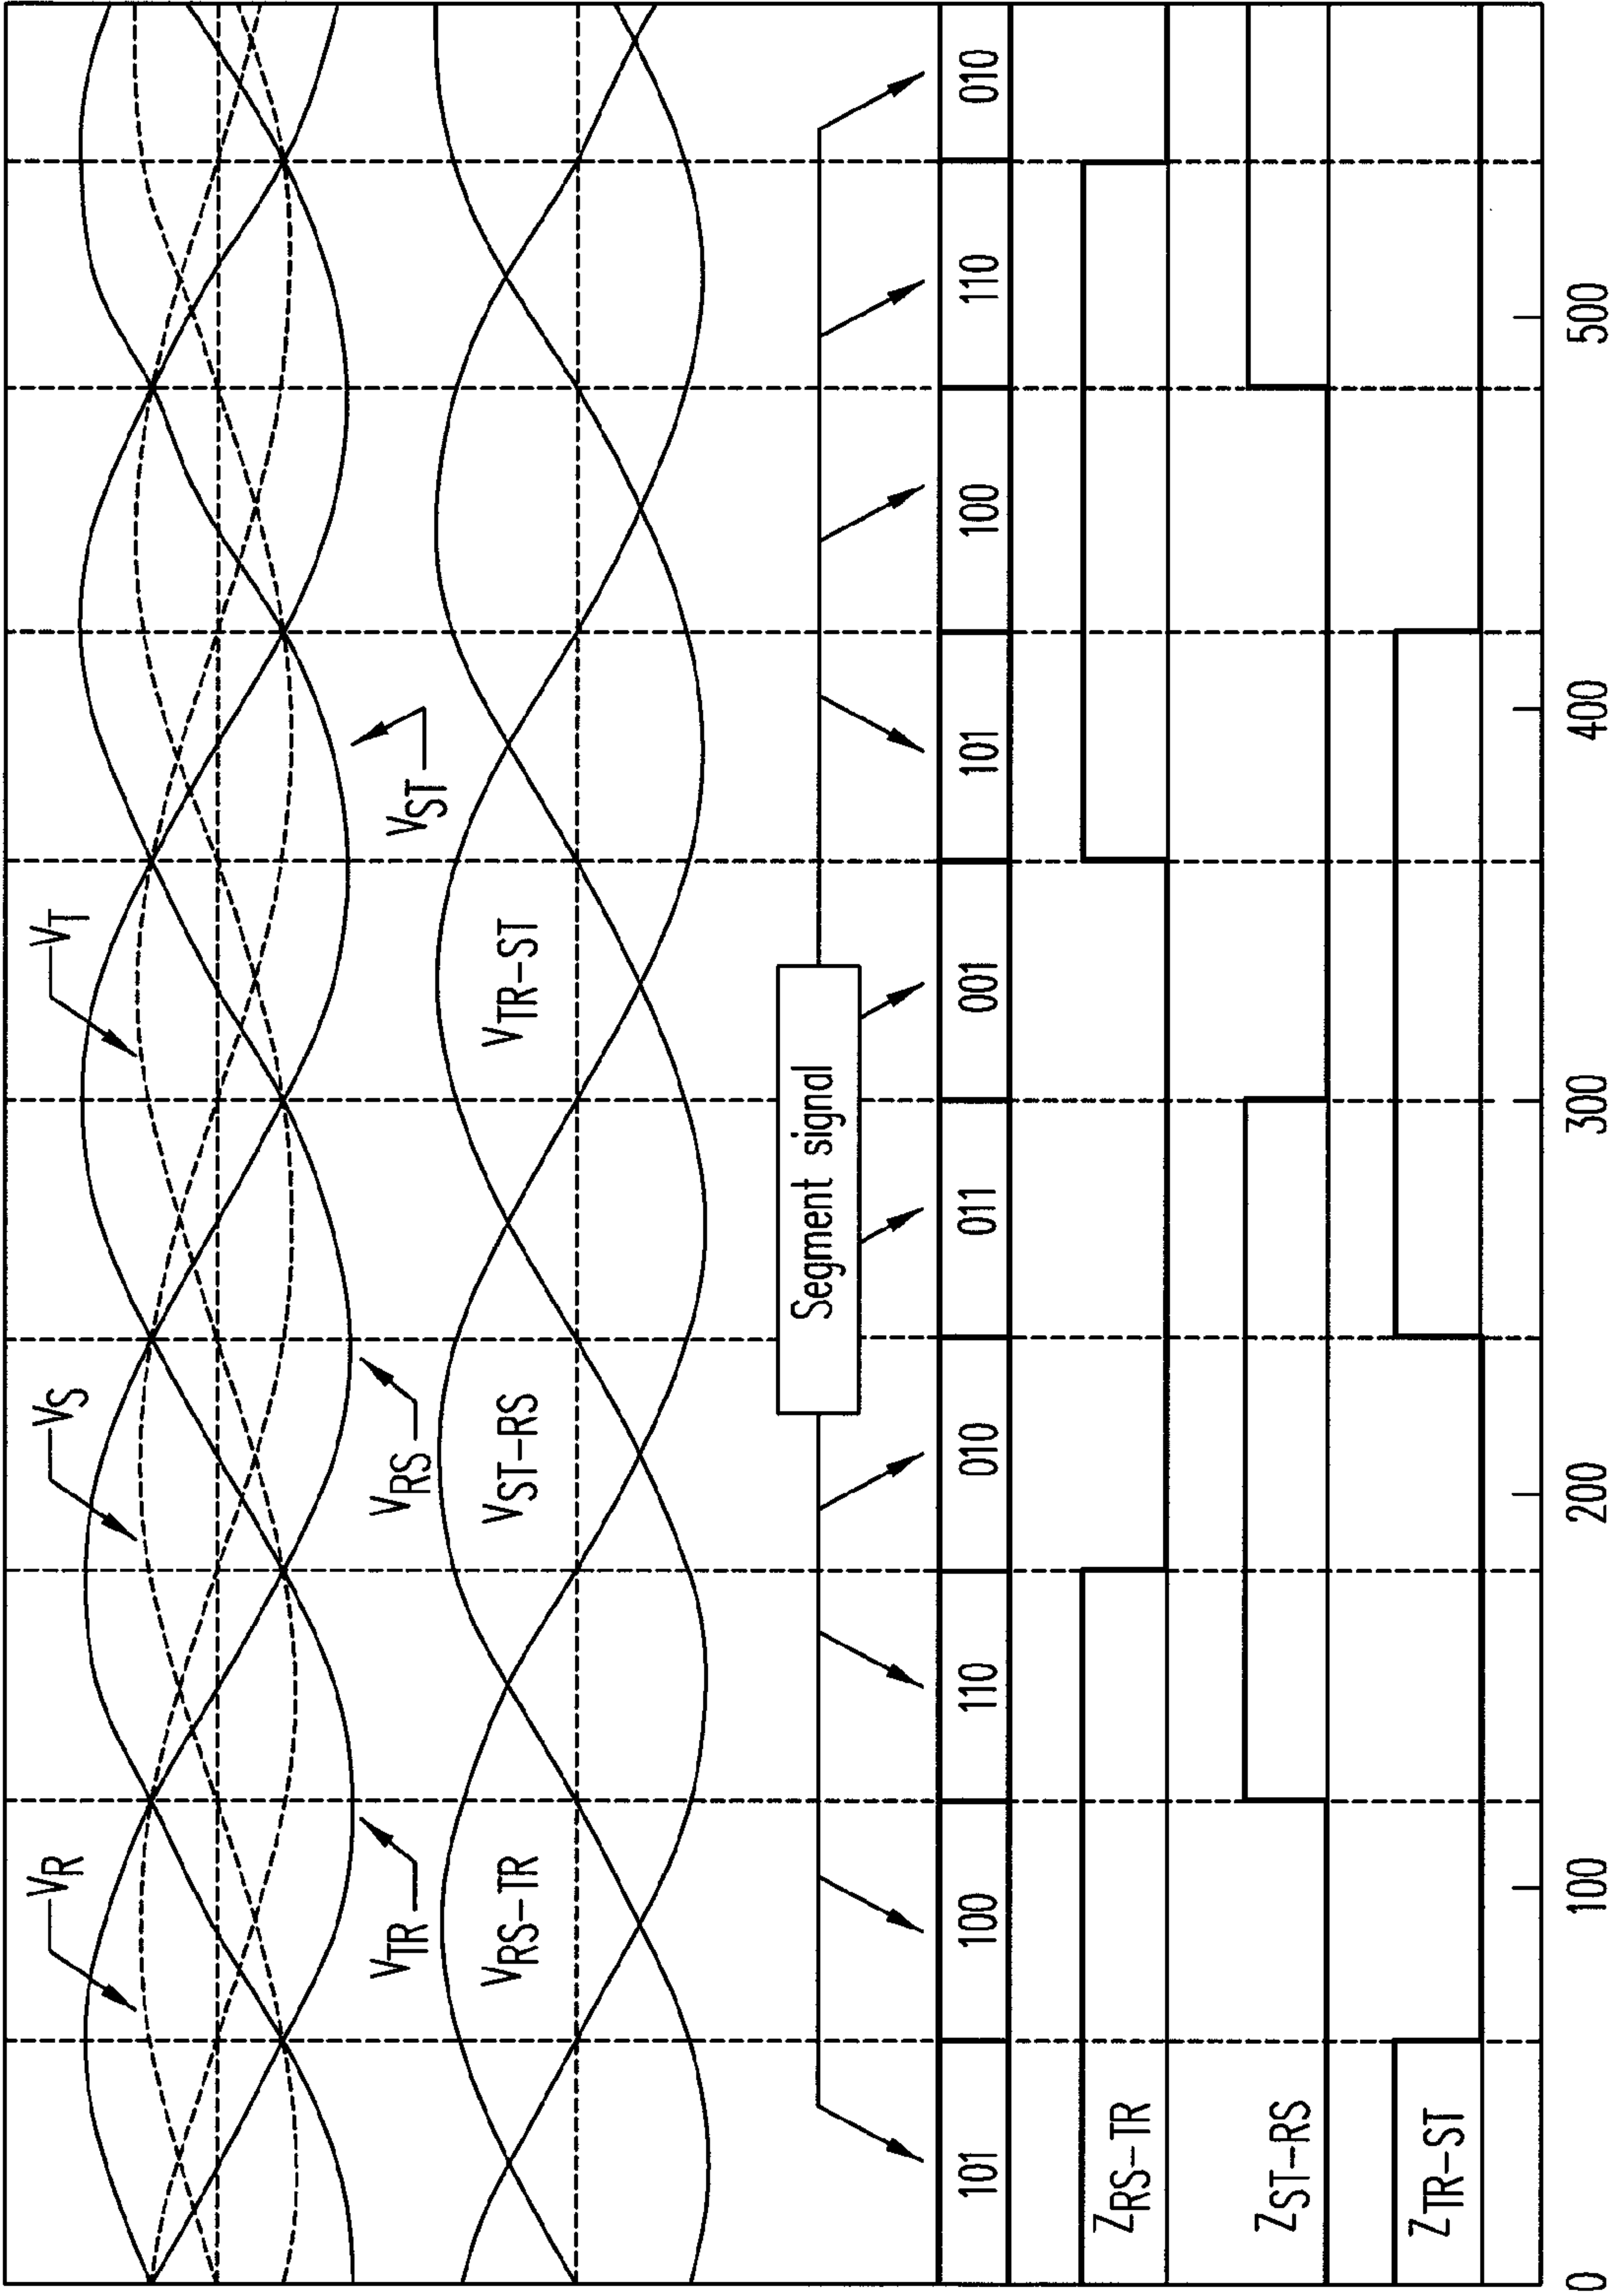 V_R
V_S
V_T
V_TR
V_RS
V_ST
V_RS-TR
V_ST-RS
V_TR-ST
Segment signal
101 100 110 010 011 001 101 100 110 010
Z_RS-TR
Z_ST-RS
Z_TR-ST
0 100 200 300 400 500